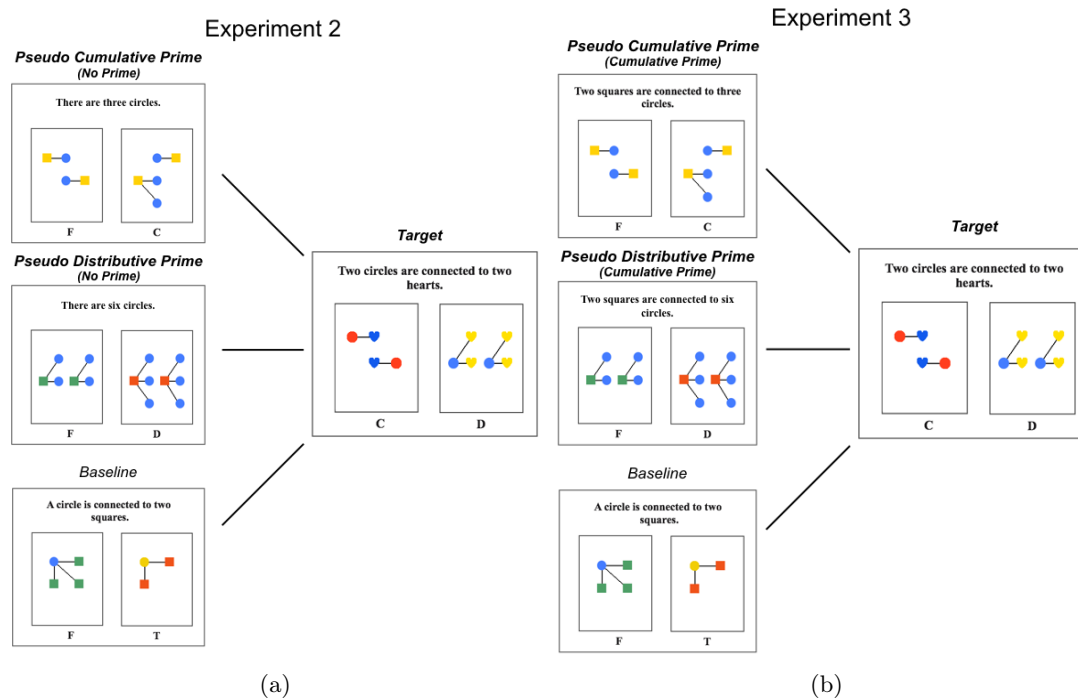 Experiment 2
Pseudo Cumulative Prime
(No Prime)
There are three circles.
F C
Pseudo Distributive Prime
(No Prime)
There are six circles.
F D
Baseline
A circle is connected to two
squares.
F T
Target
Two circles are connected to two
hearts.
C D
(a)
Experiment 3
Pseudo Cumulative Prime
(Cumulative Prime)
Two squares are connected to three
circles.
F C
Pseudo Distributive Prime
(Cumulative Prime)
Two squares are connected to six
circles.
F D
Baseline
A circle is connected to two
squares.
F T
Target
Two circles are connected to two
hearts.
C D
(b)